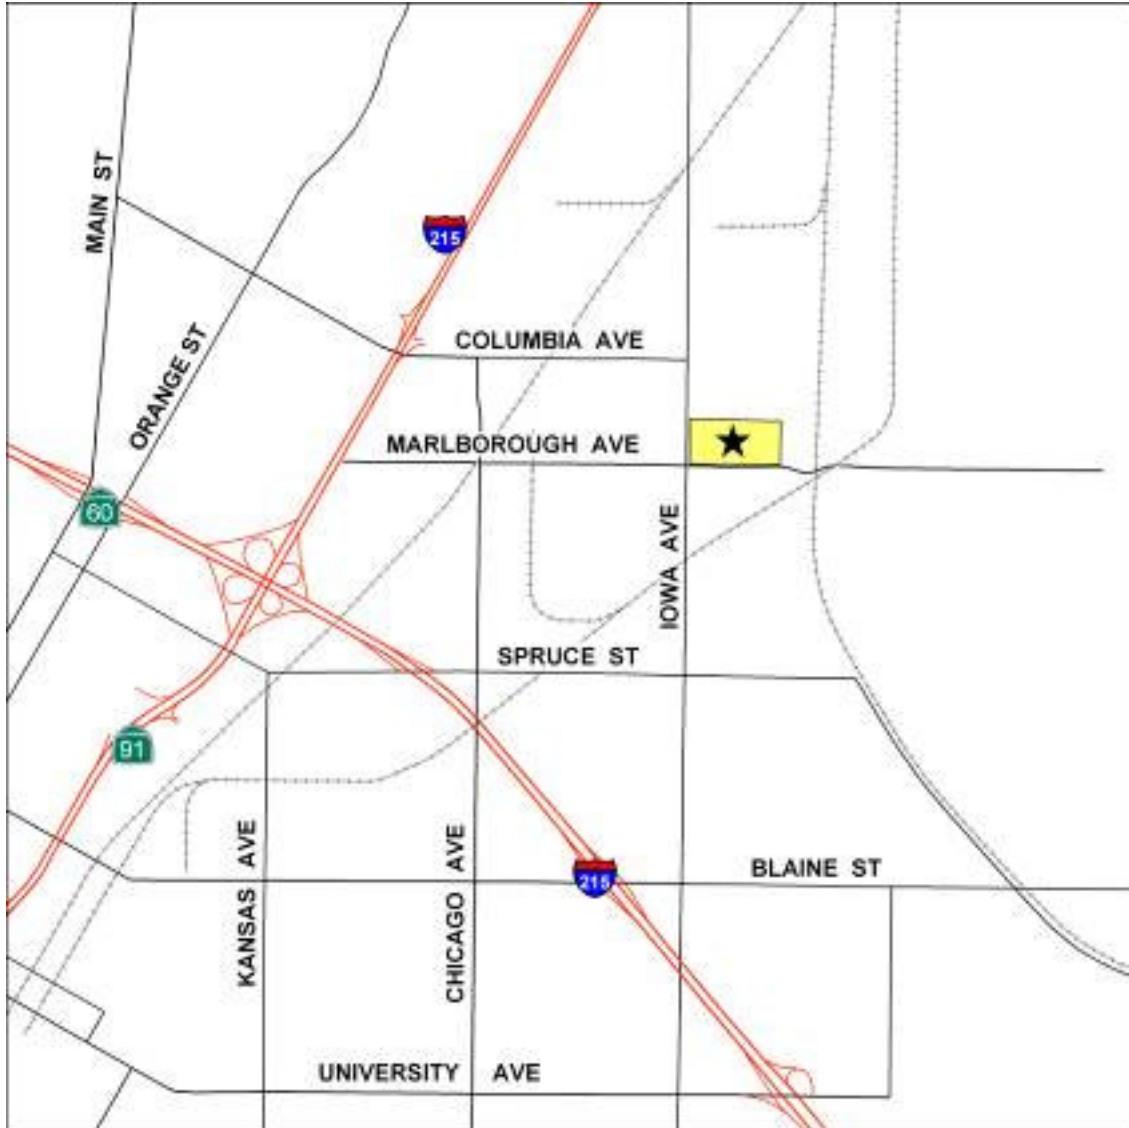 MAIN ST
215
ORANGE ST
COLUMBIA AVE
MARLBOROUGH AVE
60
IOWA AVE
SPRUCE ST
91
KANSAS AVE
CHICAGO AVE
215
BLAINE ST
UNIVERSITY AVE